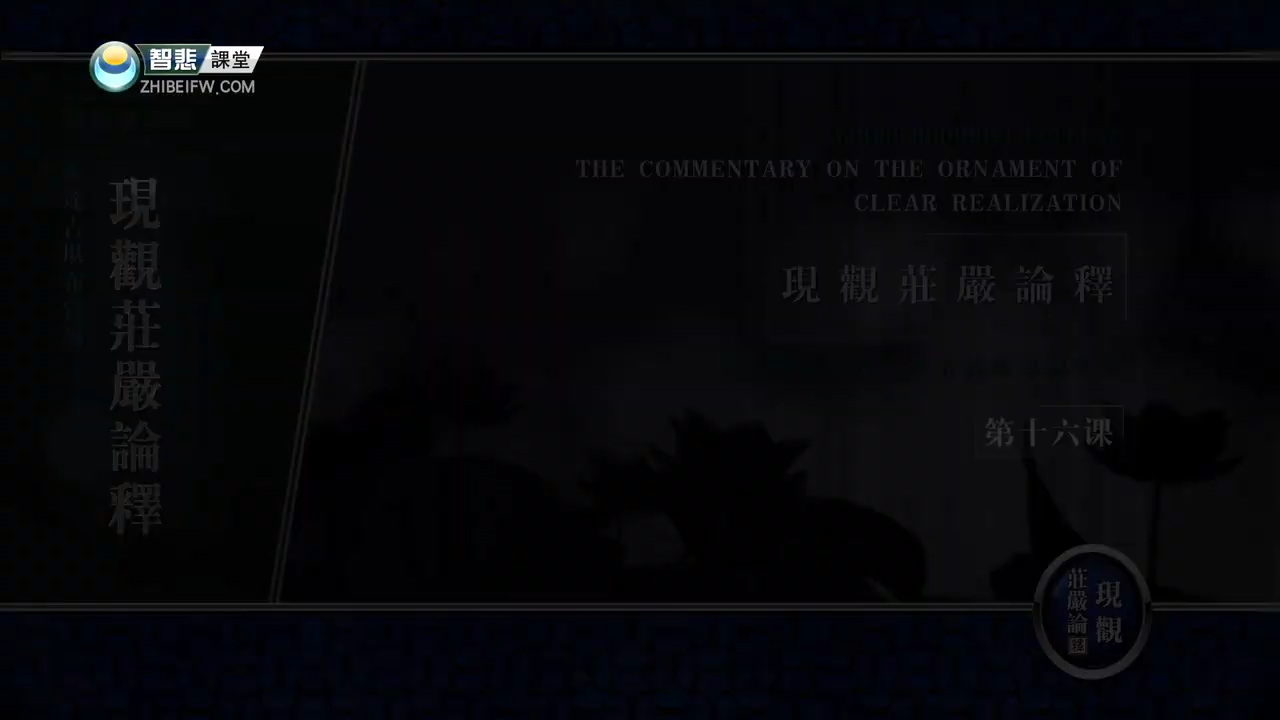 智悲課堂
ZHIBEIFW.COM
現觀莊嚴論釋
THE COMMENTARY ON THE ORNAMENT OF
CLEAR REALIZATION
現觀莊嚴論釋
第十六课
現觀
莊嚴論釋